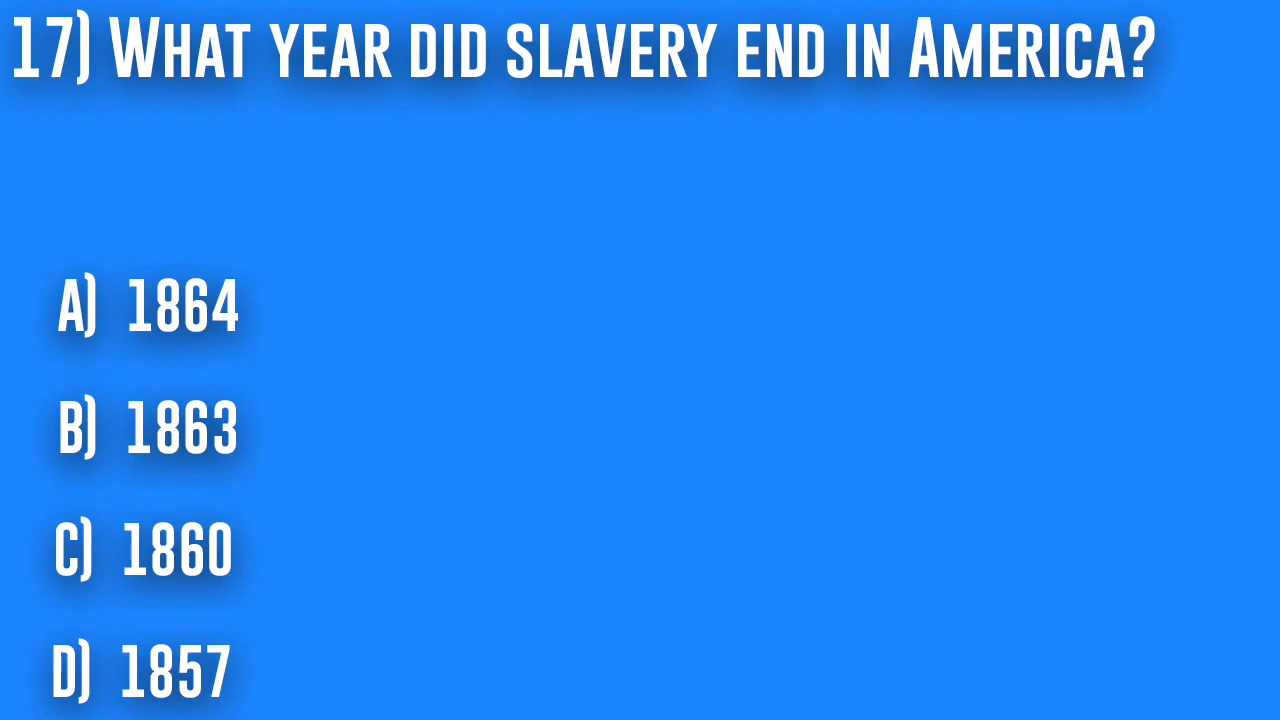 17) What year did slavery end in America?
A) 1864
B) 1863
C) 1860
D) 1857